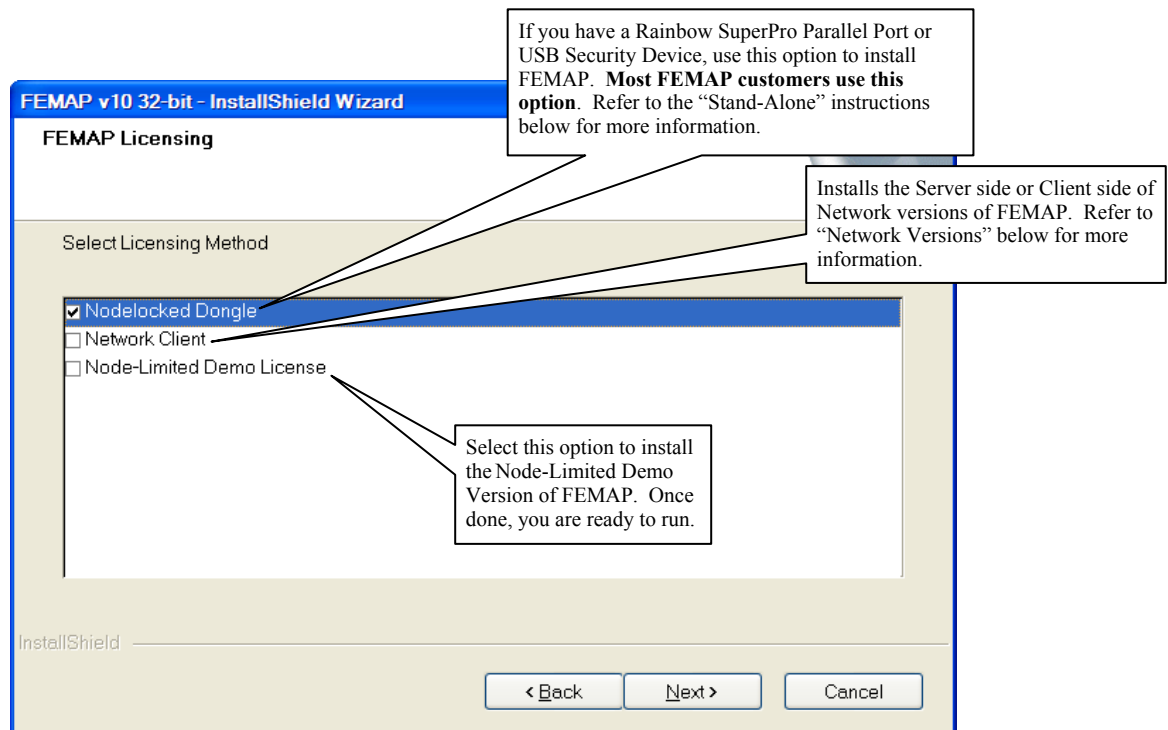 If you have a Rainbow SuperPro Parallel Port or
USB Security Device, use this option to install
FEMAP.  Most FEMAP customers use this
option.  Refer to the “Stand-Alone” instructions
below for more information.
FEMAP v10 32-bit - InstallShield Wizard
FEMAP Licensing
Installs the Server side or Client side of
Network versions of FEMAP.  Refer to
“Network Versions” below for more
information.
Select Licensing Method
Nodelocked Dongle
Network Client
Node-Limited Demo License
Select this option to install
the Node-Limited Demo
Version of FEMAP.  Once
done, you are ready to run.
InstallShield
< Back
Next >
Cancel